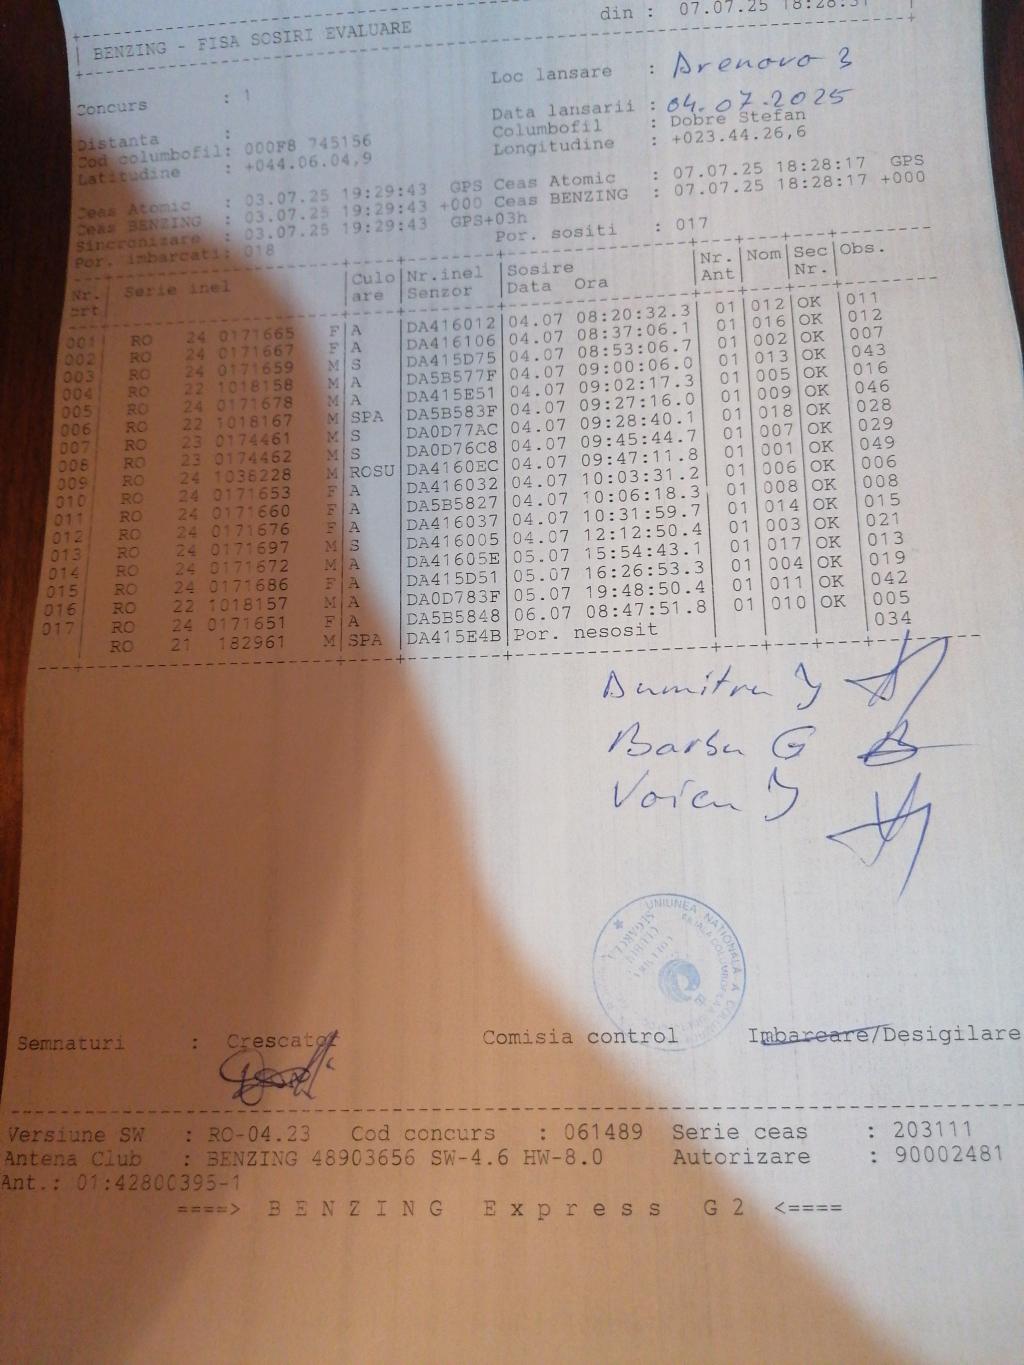 din : 07.07.25 18:28:31
BENZING - FISA SOSIRI EVALUARE
Concurs : 1 Loc lansare : Arenovo 3
Distanta : Data lansarii : 04.07.2025
Cod columbofil: 000F8 745156 Columbofil : Dobre Stefan
Latitudine : +044.06.04,9 Longitudine : +023.44.26,6
Ceas Atomic : 03.07.25 19:29:43 GPS Ceas Atomic : 07.07.25 18:28:17 GPS
Ceas BENZING : 03.07.25 19:29:43 +000 Ceas BENZING : 07.07.25 18:28:17 +000
Sincronizare : 03.07.25 19:29:43 GPS+03h
Por. imbarcati: 018 Por. sositi : 017
Nr. Serie inel Culo Nr.inel Sosire Nr. Nom Sec Obs.
crt are Senzor Data Ora Ant Nr.
001 RO 24 0171665 F A DA416012 04.07 08:20:32.3 01 012 OK 011
002 RO 24 0171667 F A DA416106 04.07 08:37:06.1 01 016 OK 012
003 RO 24 0171659 M S DA415D75 04.07 08:53:06.7 01 002 OK 007
004 RO 22 1018158 M A DA5B577F 04.07 09:00:06.0 01 013 OK 043
005 RO 24 0171678 M A DA415E51 04.07 09:02:17.3 01 005 OK 016
006 RO 22 1018167 M SPA DA5B583F 04.07 09:27:16.0 01 009 OK 046
007 RO 23 0174461 M S DA0D77AC 04.07 09:28:40.1 01 018 OK 028
008 RO 23 0174462 M S DA0D76C8 04.07 09:45:44.7 01 007 OK 029
009 RO 24 1036228 M ROSU DA4160EC 04.07 09:47:11.8 01 001 OK 049
010 RO 24 0171653 F A DA416032 04.07 10:03:31.2 01 006 OK 006
011 RO 24 0171660 F A DA5B5827 04.07 10:06:18.3 01 008 OK 008
012 RO 24 0171676 F A DA416037 04.07 10:31:59.7 01 014 OK 015
013 RO 24 0171697 M S DA416005 04.07 12:12:50.4 01 003 OK 021
014 RO 24 0171672 M A DA41605E 05.07 15:54:43.1 01 017 OK 013
015 RO 24 0171686 F A DA415D51 05.07 16:26:53.3 01 004 OK 019
016 RO 22 1018157 M A DA0D783F 05.07 19:48:50.4 01 011 OK 042
017 RO 24 0171651 F A DA5B5848 06.07 08:47:51.8 01 010 OK 005
RO 21 182961 M SPA DA415E4B Por. nesosit 034
Dumitru I
Barbu G
Voicu I
UNIUNEA NATIONALA A
SEGARCEA
Semnaturi : Crescator Comisia control Imbarcare/Desigilare
Versiune SW : RO-04.23 Cod concurs : 061489 Serie ceas : 203111
Antena Club : BENZING 48903656 SW-4.6 HW-8.0 Autorizare : 90002481
Ant.: 01:42800395-1
====> BENZING Express G2 <====